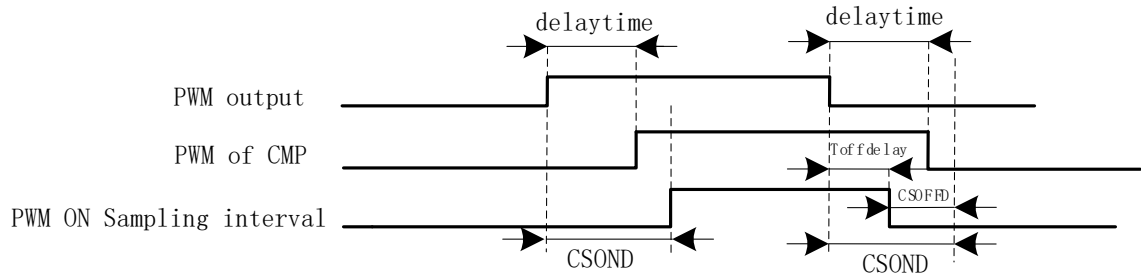 delaytime
delaytime
PWM output
PWM of CMP
Toffdelay
PWM ON Sampling interval
CSOFFD
CSOND
CSOND